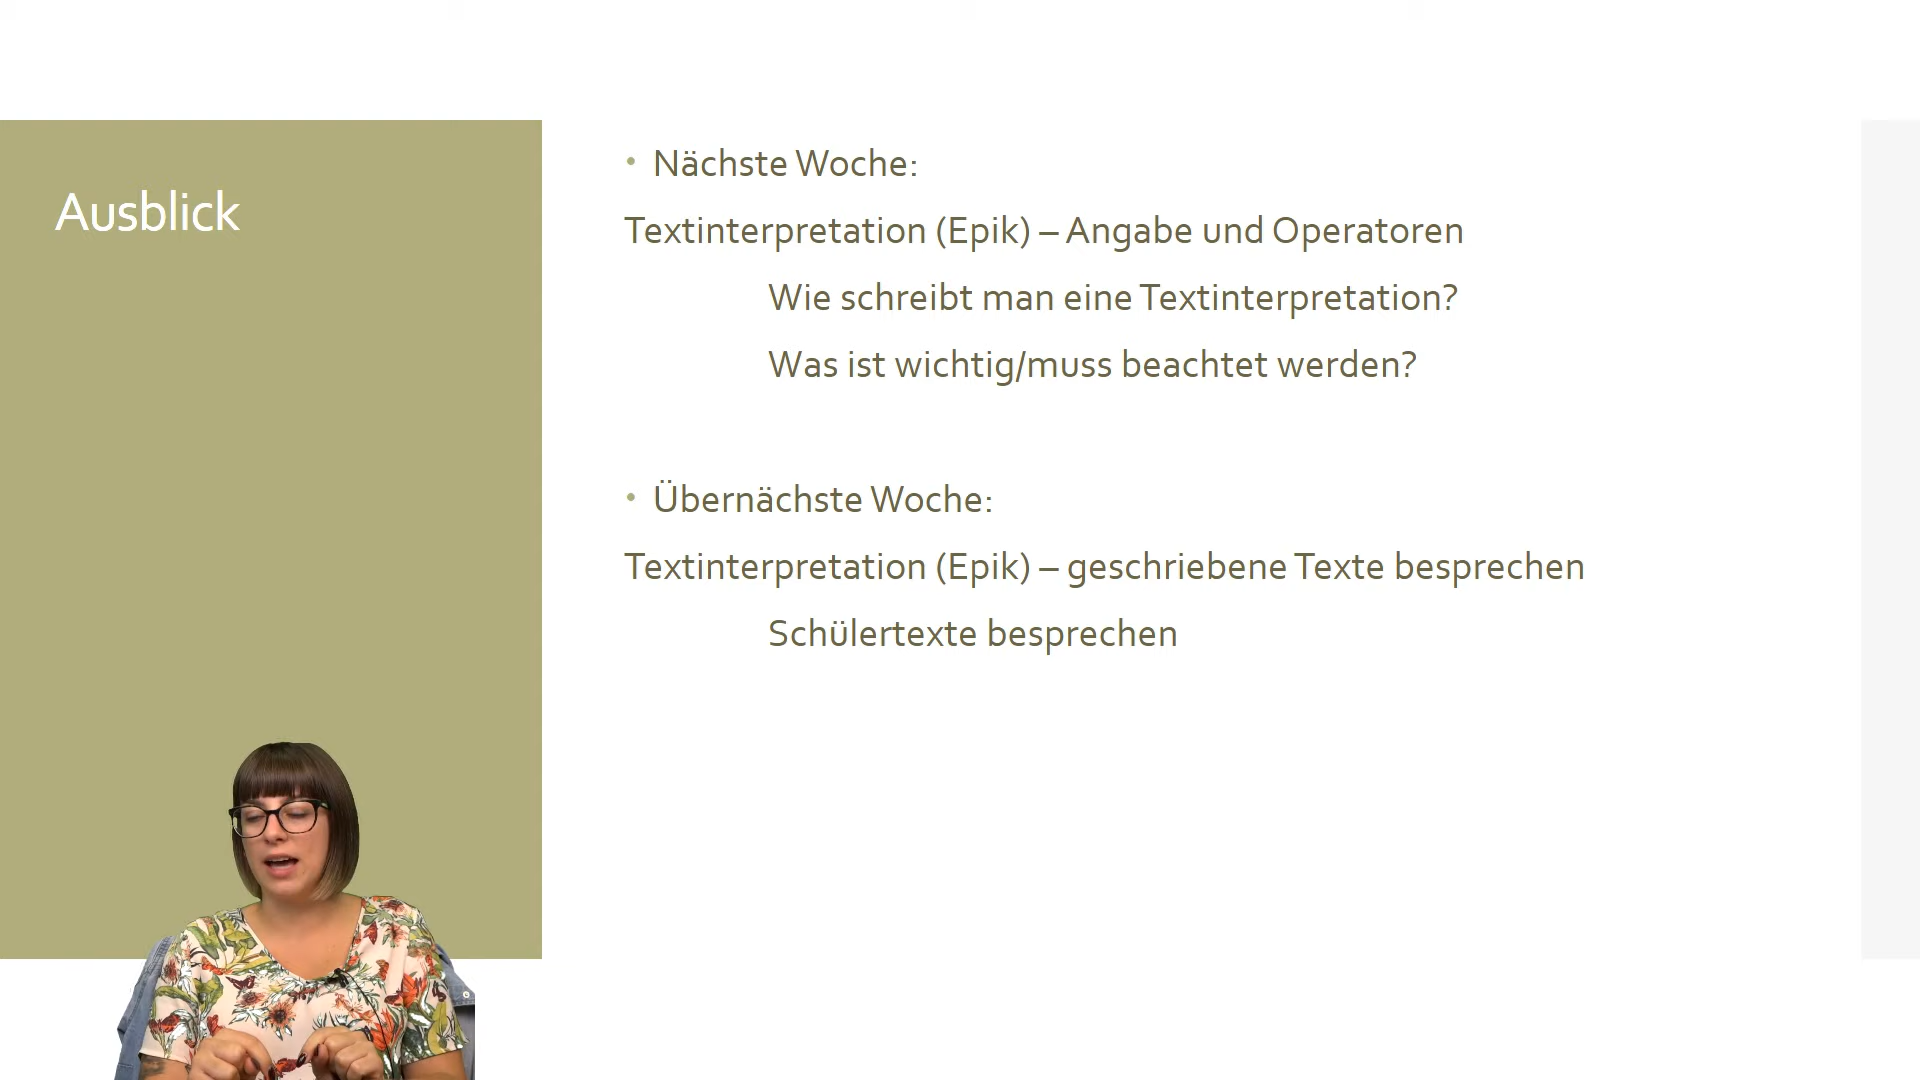 Ausblick
• Nächste Woche:
Textinterpretation (Epik) – Angabe und Operatoren
Wie schreibt man eine Textinterpretation?
Was ist wichtig/muss beachtet werden?
• Übernächste Woche:
Textinterpretation (Epik) – geschriebene Texte besprechen
Schülertexte besprechen